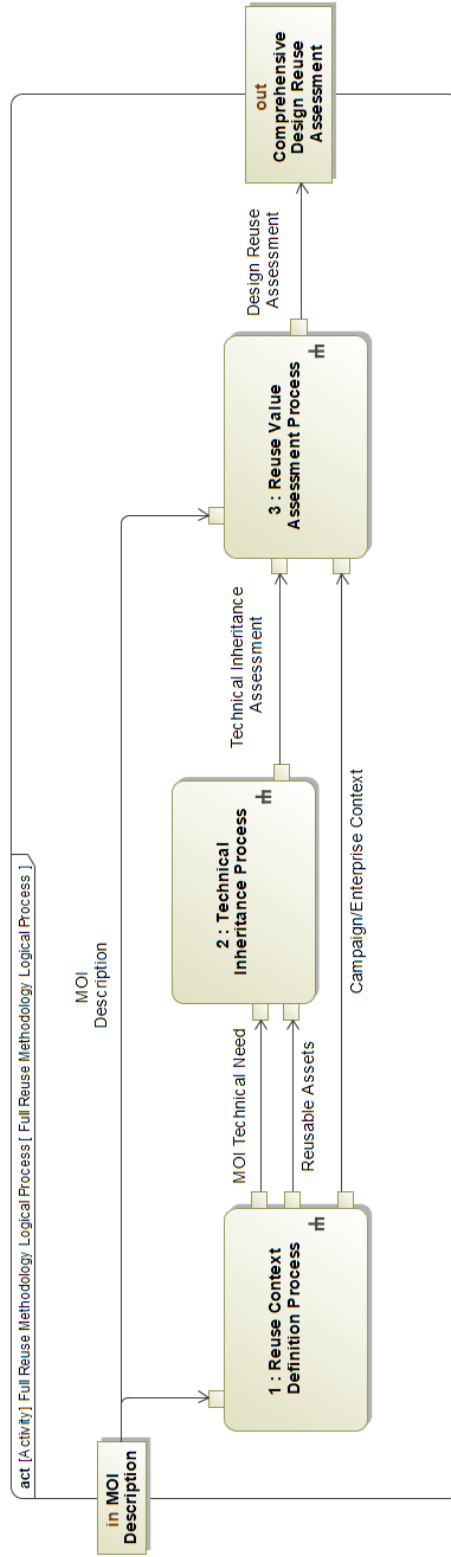 act [Activity] Full Reuse Methodology Logical Process [ Full Reuse Methodology Logical Process ]
in MOI
Description
MOI
Description
1 : Reuse Context
Definition Process
MOI Technical Need
Reusable Assets
2 : Technical
Inheritance Process
Technical Inheritance
Assessment
Campaign/Enterprise Context
3 : Reuse Value
Assessment Process
Design Reuse
Assessment
out
Comprehensive
Design Reuse
Assessment